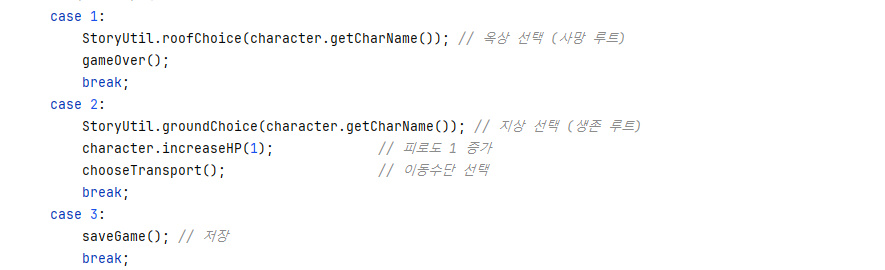 case 1:
StoryUtil.roofChoice(character.getCharName()); // 옥상 선택 (사망 루트)
gameOver();
break;
case 2:
StoryUtil.groundChoice(character.getCharName()); // 지상 선택 (생존 루트)
character.increaseHP(1); // 피로도 1 증가
chooseTransport(); // 이동수단 선택
break;
case 3:
saveGame(); // 저장
break;